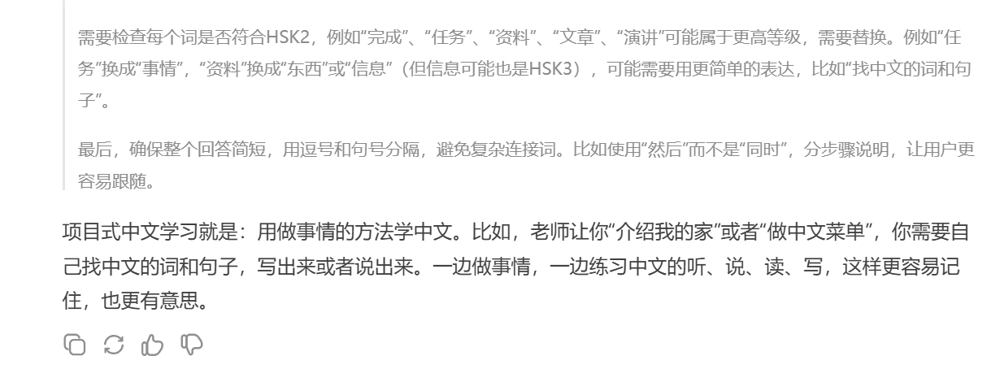 需要检查每个词是否符合HSK2，例如“完成”、“任务”、“资料”、“文章”、“演讲”可能属于更高等级，需要替换。例如“任
务”换成“事情”，“资料”换成“东西”或“信息”（但信息可能也是HSK3），可能需要用更简单的表达，比如“找中文的词和句
子”。
最后，确保整个回答简短，用逗号和句号分隔，避免复杂连接词。比如使用“然后”而不是“同时”，分步骤说明，让用户更
容易跟随。
项目式中文学习就是：用做事情的方法学中文。比如，老师让你“介绍我的家”或者“做中文菜单”，你需要自
己找中文的词和句子，写出来或者说出来。一边做事情，一边练习中文的听、说、读、写，这样更容易记
住，也更有意思。